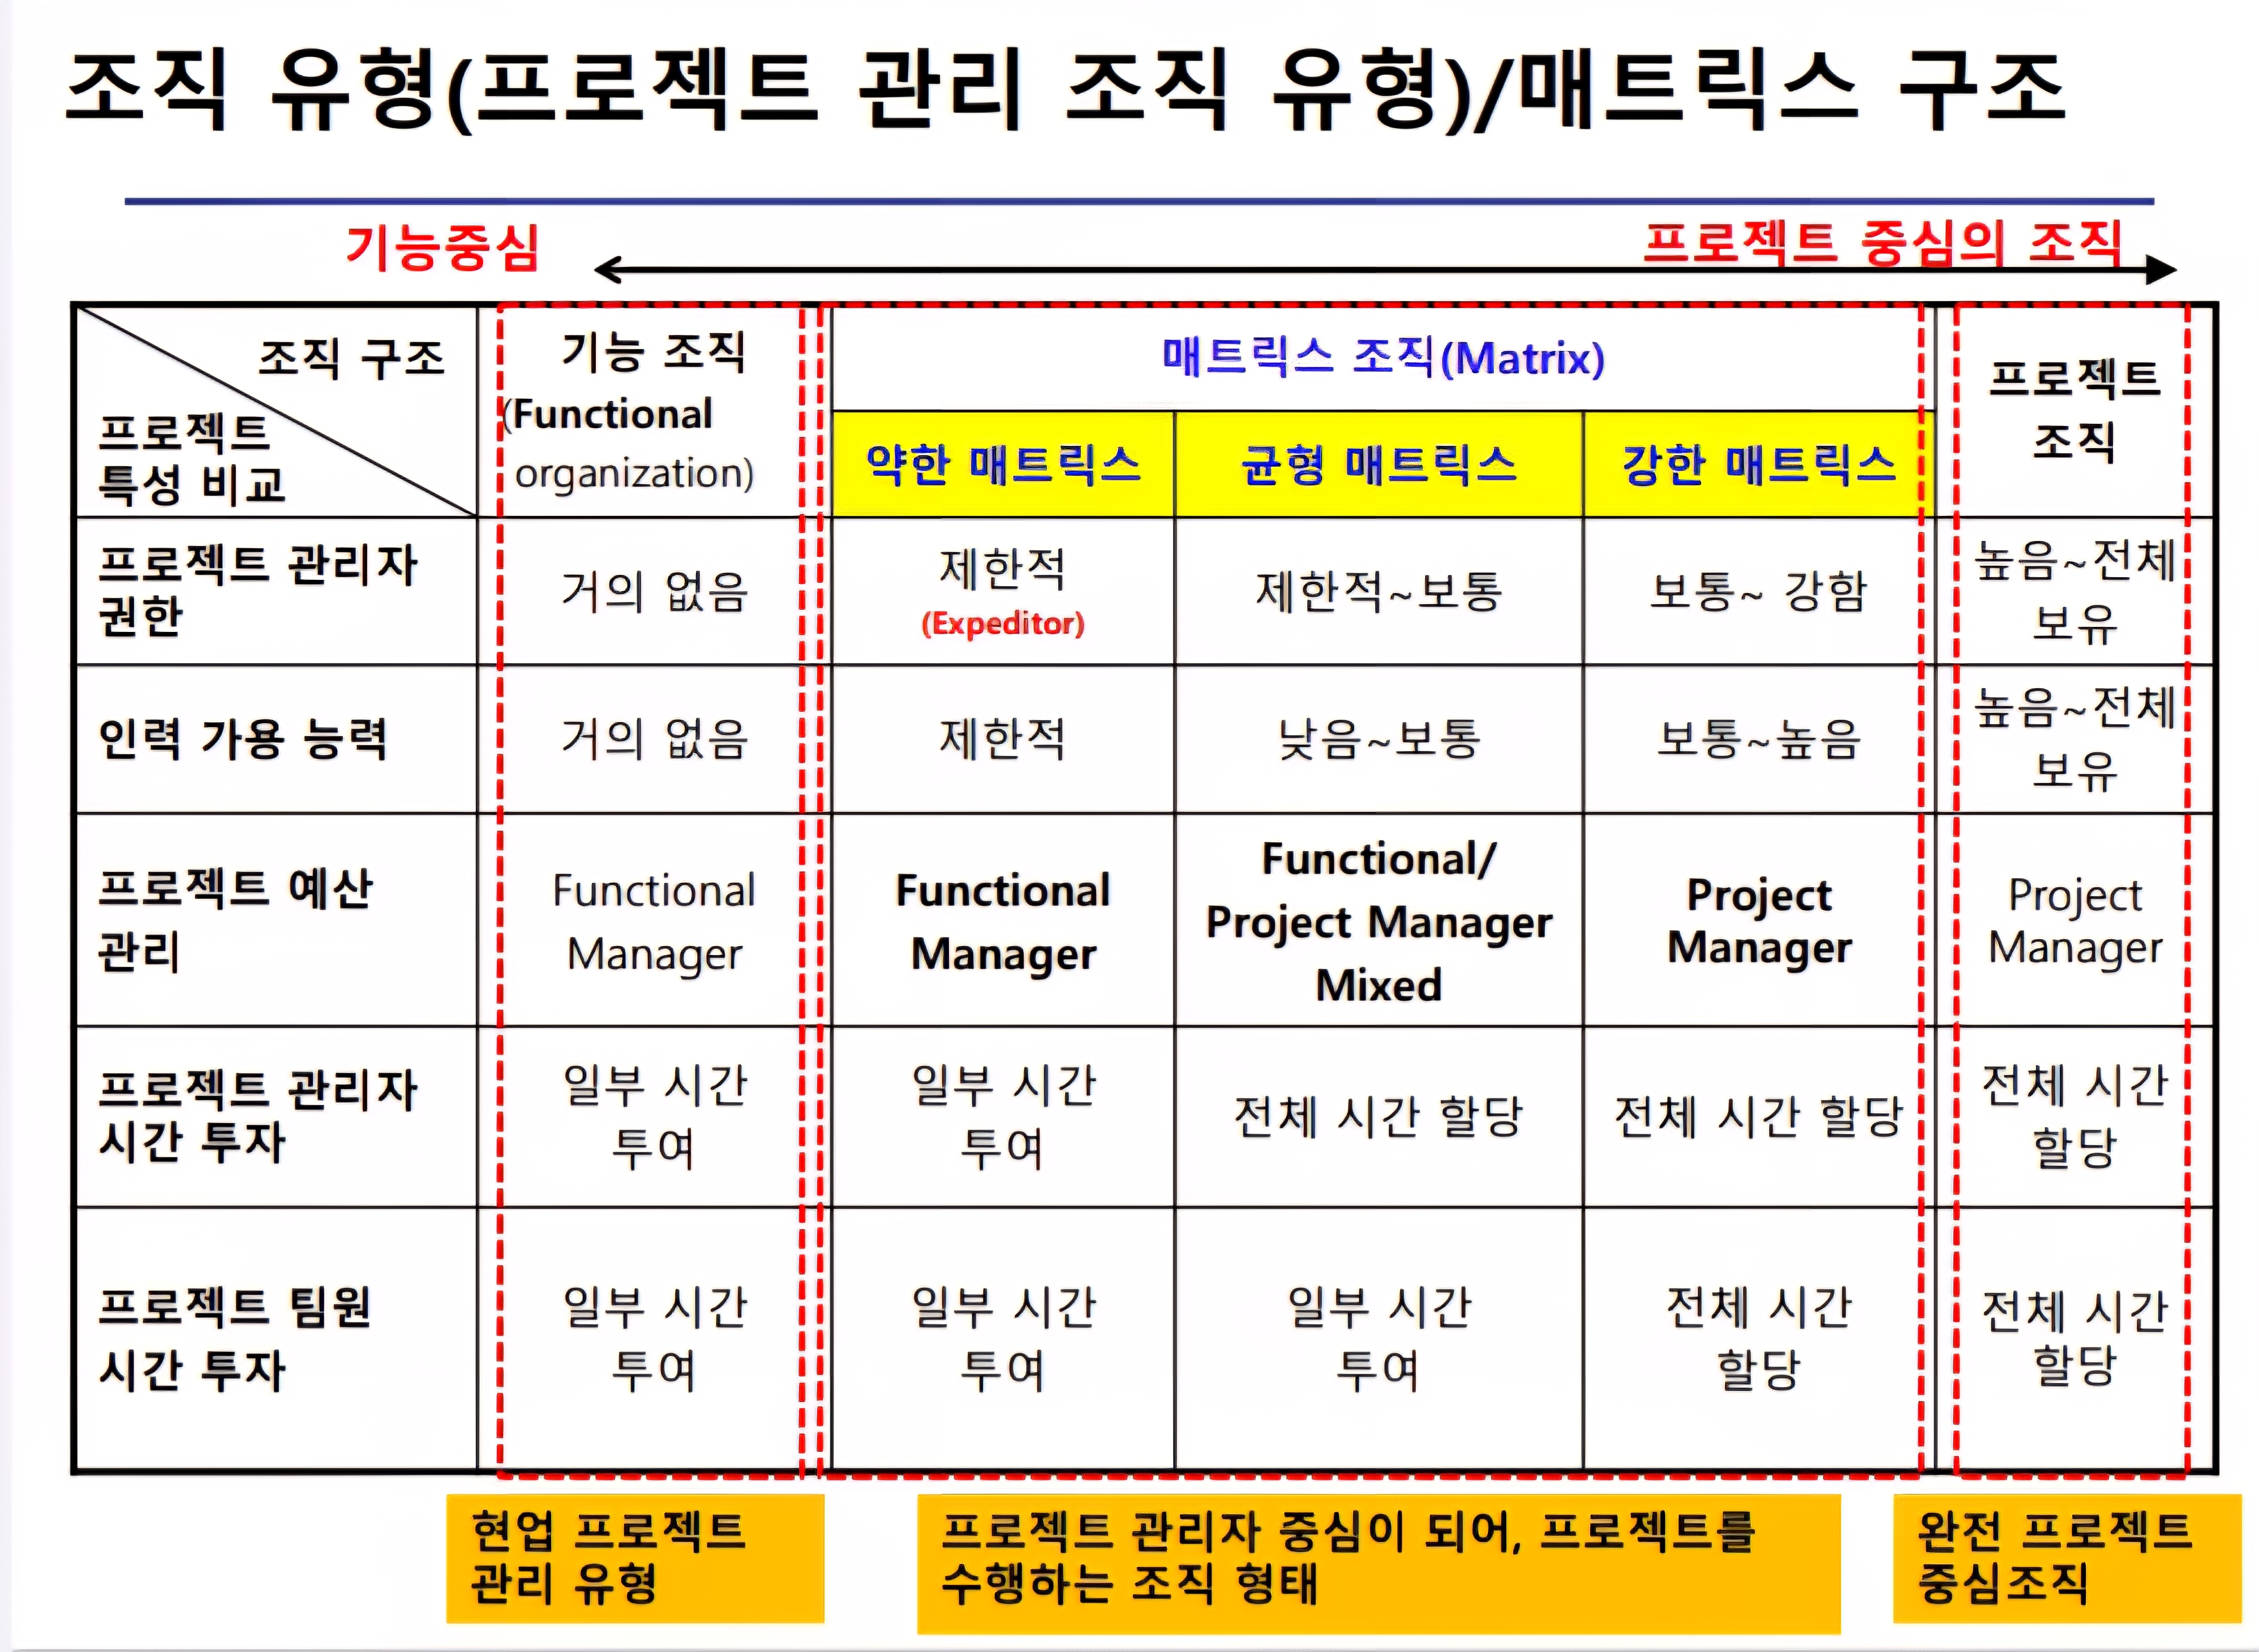 조직 유형(프로젝트 관리 조직 유형)/매트릭스 구조
기능중심
프로젝트 중심의 조직
조직 구조
프로젝트
특성 비교
기능 조직
(Functional
organization)
매트릭스 조직(Matrix)
약한 매트릭스
균형 매트릭스
강한 매트릭스
프로젝트
조직
프로젝트 관리자
권한
거의 없음
제한적
(Expeditor)
제한적~보통
보통~ 강함
높음~전체
보유
인력 가용 능력
거의 없음
제한적
낮음~보통
보통~높음
높음~전체
보유
프로젝트 예산
관리
Functional
Manager
Functional
Manager
Functional/
Project Manager
Mixed
Project
Manager
Project
Manager
프로젝트 관리자
시간 투자
일부 시간
투여
일부 시간
투여
전체 시간 할당
전체 시간 할당
전체 시간
할당
프로젝트 팀원
시간 투자
일부 시간
투여
일부 시간
투여
일부 시간
투여
전체 시간
할당
전체 시간
할당
현업 프로젝트
관리 유형
프로젝트 관리자 중심이 되어, 프로젝트를
수행하는 조직 형태
완전 프로젝트
중심조직